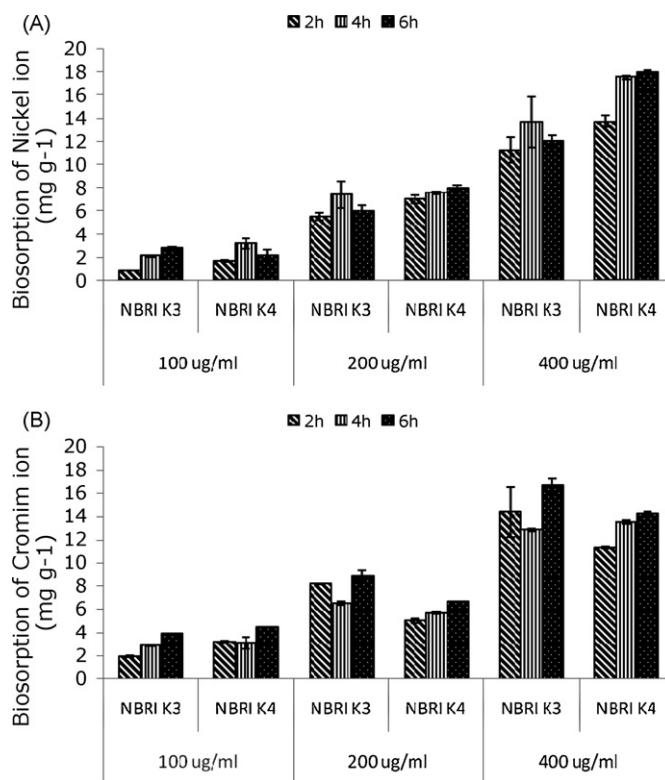 (A)
2h 4h 6h
Biosorption of Nickel ion
(mg g-1)
20
18
16
14
12
10
8
6
4
2
0
NBRI K3 NBRI K4 NBRI K3 NBRI K4 NBRI K3 NBRI K4
100 ug/ml 200 ug/ml 400 ug/ml
(B)
2h 4h 6h
Biosorption of Cromim ion
(mg g-1)
20
18
16
14
12
10
8
6
4
2
0
NBRI K3 NBRI K4 NBRI K3 NBRI K4 NBRI K3 NBRI K4
100 ug/ml 200 ug/ml 400 ug/ml